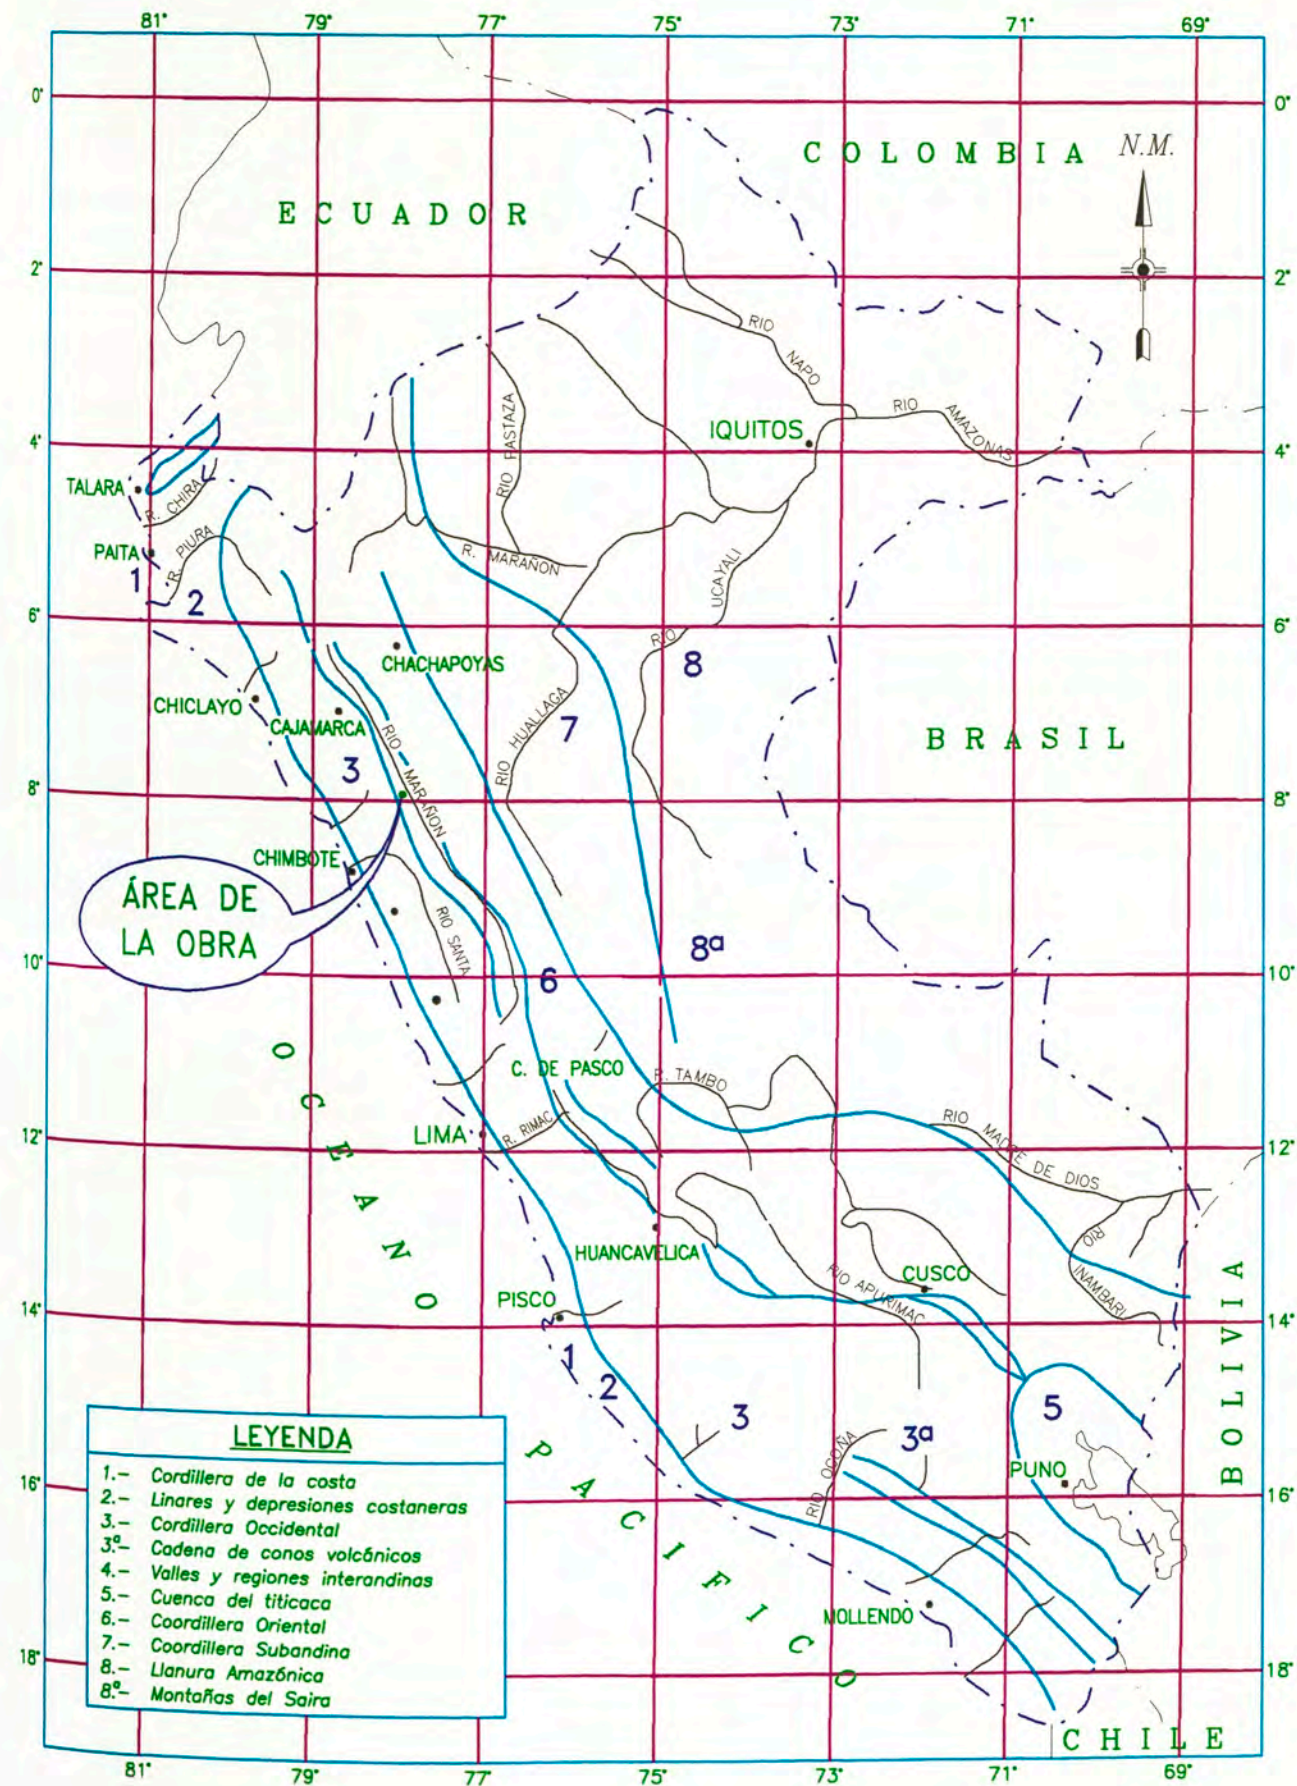 81° 79° 77° 75° 73° 71° 69°
0° 0°
COLOMBIA N.M.
ECUADOR
2° 2°
RIO NAPO
RIO PASTAZA
IQUITOS
RIO AMAZONAS
4° 4°
TALARA
R. CHIRA
PAITA
R. PIURA
R. MARAÑON
UCAYALI
RIO
1
2
6° 6°
CHACHAPOYAS
8
CHICLAYO
CAJAMARCA
RIO HUALLAGA
7
BRASIL
3
RIO MARAÑON
8° 8°
CHIMBOTE
ÁREA DE
LA OBRA
RIO SANTA
8ª
10° 10°
6
OCEANO
C. DE PASCO
R. TAMBO
RIO MADRE DE DIOS
LIMA
R. RIMAC
12° 12°
HUANCAVELICA
RIO INAMBARI
CUSCO
RIO APURIMAC
PISCO
14° 14°
BOLIVIA
1
2
3
3ª
5
RIO OCOÑA
PUNO
PACIFICO
16° 16°
MOLLENDO
18° 18°
CHILE
LEYENDA
1.- Cordillera de la costa
2.- Linares y depresiones costaneras
3.- Cordillera Occidental
3ª- Cadena de conos volcánicos
4.- Valles y regiones interandinas
5.- Cuenca del titicaca
6.- Coordillera Oriental
7.- Coordillera Subandina
8.- Llanura Amazónica
8ª- Montañas del Saira
81° 79° 77° 75° 73° 71° 69°